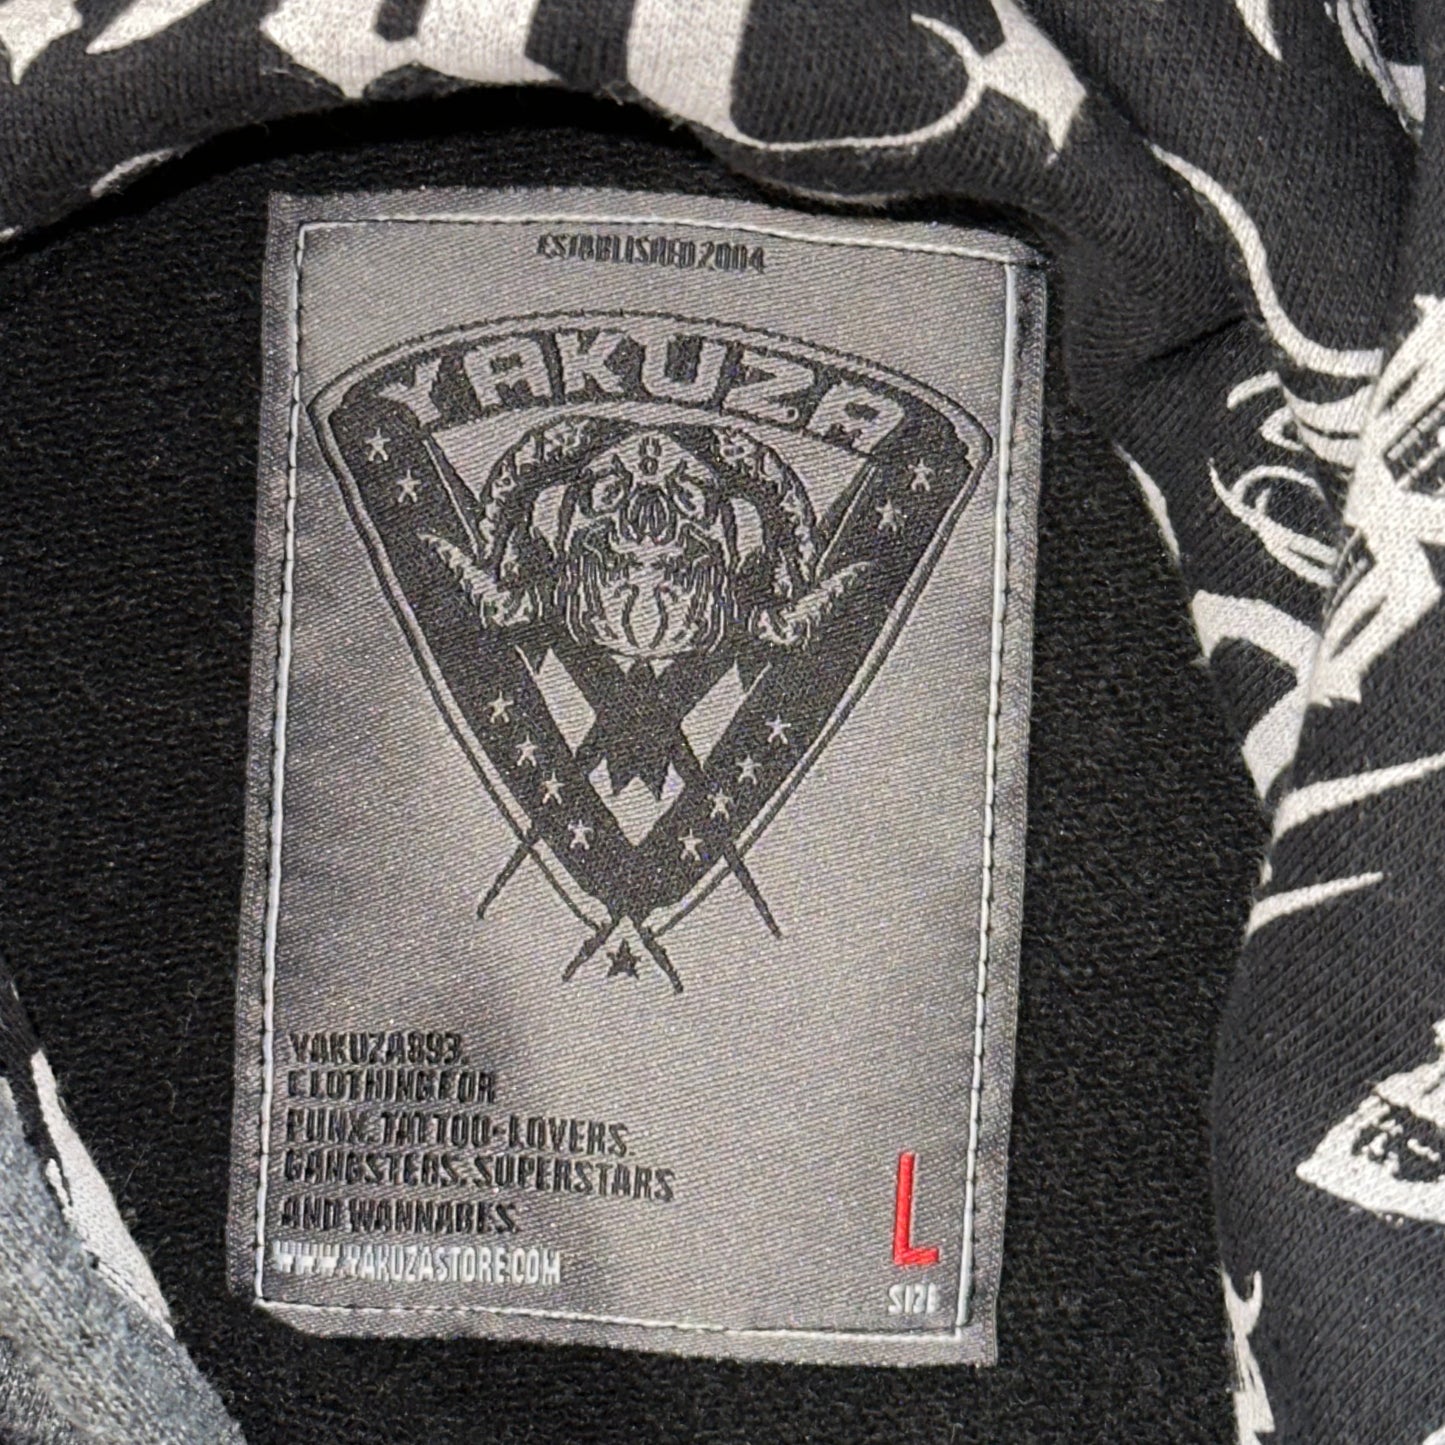 ESTABLISHED 2004
YAKUZA
YAKUZA893.
CLOTHING FOR
PUNX, TATTOO-LOVERS,
GANGSTERS, SUPERSTARS
AND WANNABES.
WWW.YAKUZASTORE.COM
L
SIZE